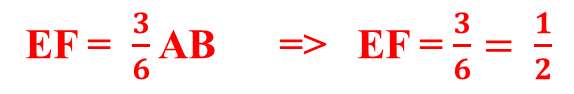 EF = 3/6 AB => EF = 3/6 = 1/2